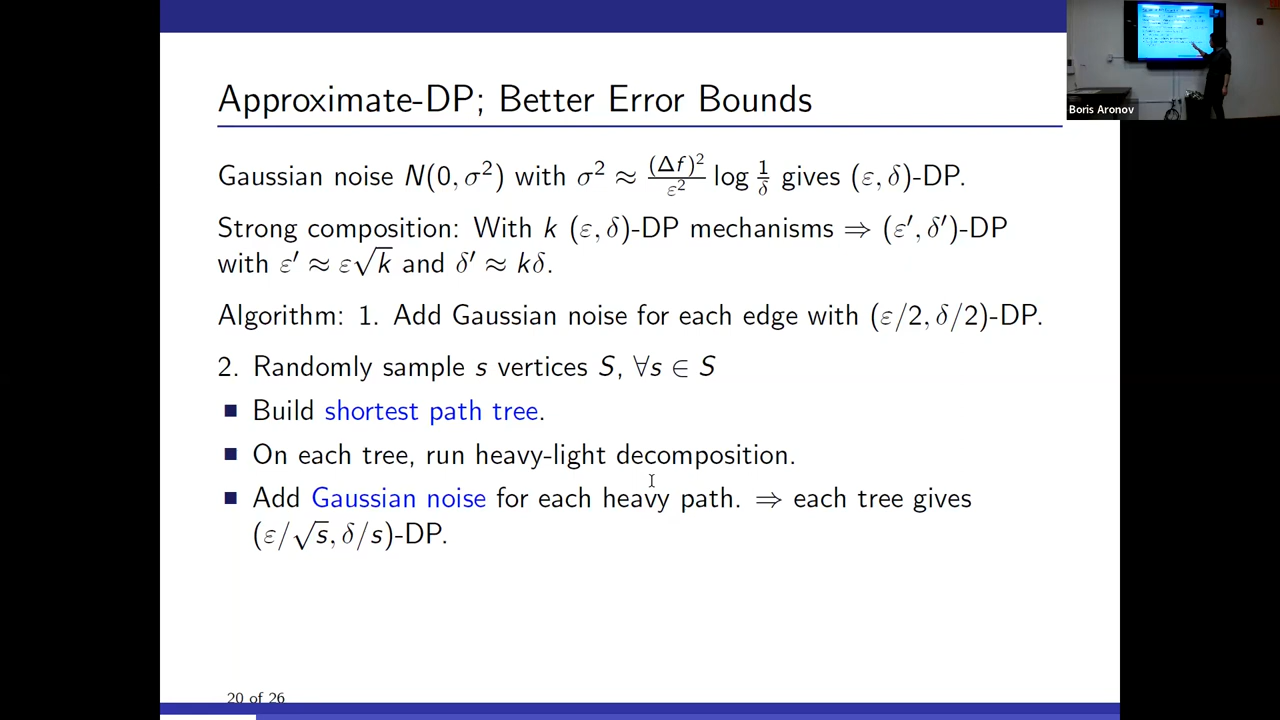 Approximate-DP; Better Error Bounds
Boris Aronov
Gaussian noise N(0, σ²) with σ² ≈ (Δf)²/ε² log 1/δ gives (ε, δ)-DP.
Strong composition: With k (ε, δ)-DP mechanisms ⇒ (ε′, δ′)-DP
with ε′ ≈ ε√k and δ′ ≈ kδ.
Algorithm: 1. Add Gaussian noise for each edge with (ε/2, δ/2)-DP.
2. Randomly sample s vertices S, ∀s ∈ S
■ Build shortest path tree.
■ On each tree, run heavy-light decomposition.
■ Add Gaussian noise for each heavy path. ⇒ each tree gives
(ε/√s, δ/s)-DP.
20 of 26